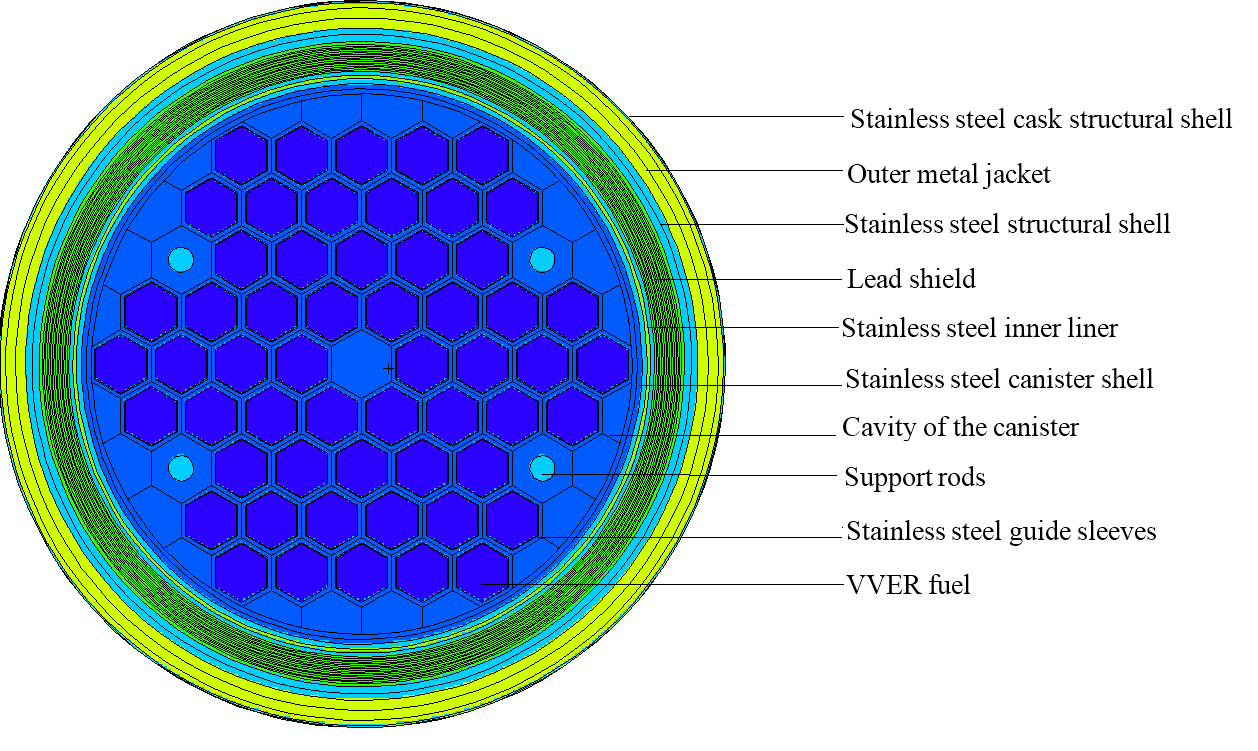 Stainless steel cask structural shell
Outer metal jacket
Stainless steel structural shell
Lead shield
Stainless steel inner liner
Stainless steel canister shell
Cavity of the canister
Support rods
Stainless steel guide sleeves
VVER fuel